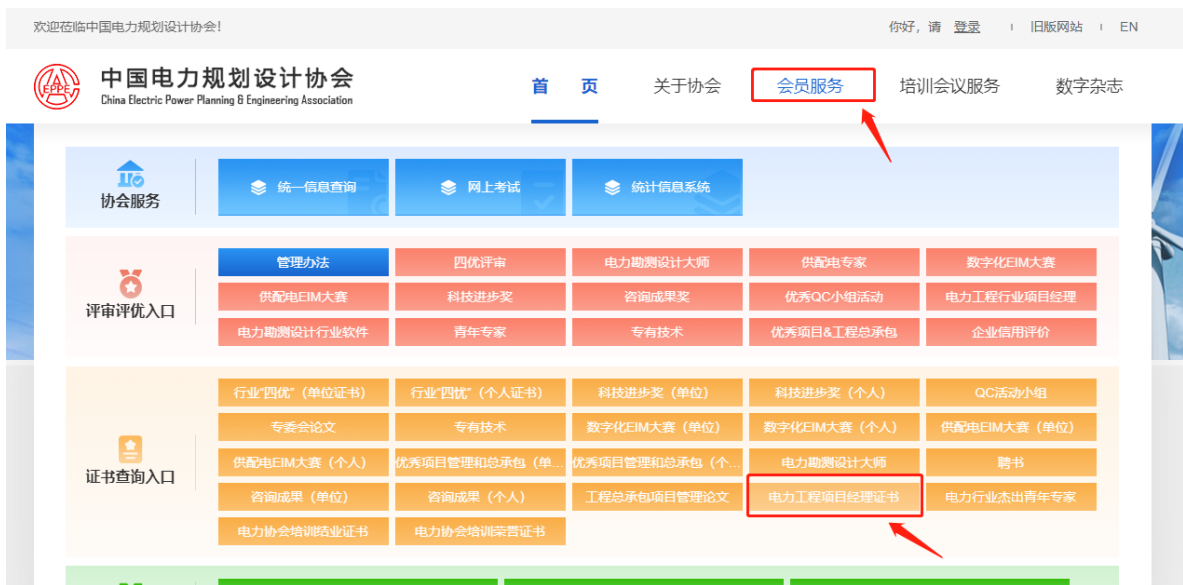 欢迎莅临中国电力规划设计协会!
你好，请 登录 旧版网站 EN
EPPE
中国电力规划设计协会
China Electric Power Planning & Engineering Association
首 页 关于协会 会员服务 培训会议服务 数字杂志
协会服务
统一信息查询 网上考试 统计信息系统
评审评优入口
管理办法 四优评审 电力勘测设计大师 供配电专家 数字化EIM大赛
供配电EIM大赛 科技进步奖 咨询成果奖 优秀QC小组活动 电力工程行业项目经理
电力勘测设计行业软件 青年专家 专有技术 优秀项目&工程总承包 企业信用评价
证书查询入口
行业“四优”（单位证书） 行业“四优”（个人证书） 科技进步奖（单位） 科技进步奖（个人） QC活动小组
专委会论文 专有技术 数字化EIM大赛（单位） 数字化EIM大赛（个人） 供配电EIM大赛（单位）
供配电EIM大赛（个人） 优秀项目管理和总承包（单... 优秀项目管理和总承包（个... 电力勘测设计大师 聘书
咨询成果（单位） 咨询成果（个人） 工程总承包项目管理论文 电力工程项目经理证书 电力行业杰出青年专家
电力协会培训结业证书 电力协会培训荣誉证书